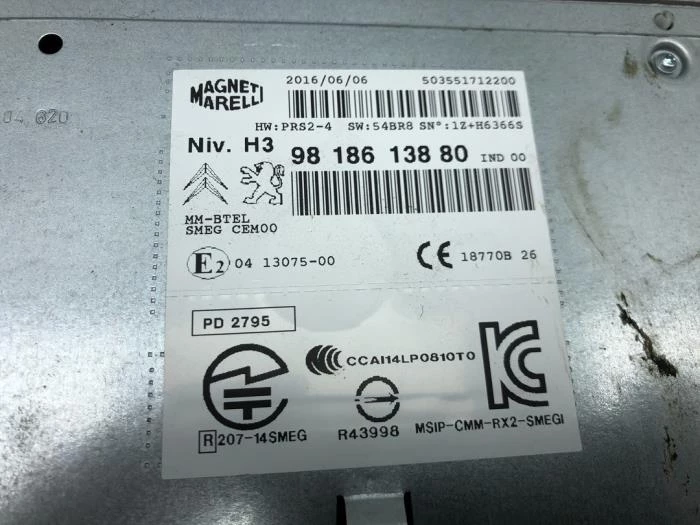 MAGNETI MARELLI
2016/06/06 503551712200
HW:PRS2-4 SW:54BR8 SN°:1Z+H6366S
Niv. H3 98 186 138 80 IND 00
MM-BTEL
SMEG CEM00
E2 04 13075-00 CE 18770B 26
PD 2795
CCAI14LP0810T0
R 207-14SMEG R43998 MSIP-CMM-RX2-SMEGI